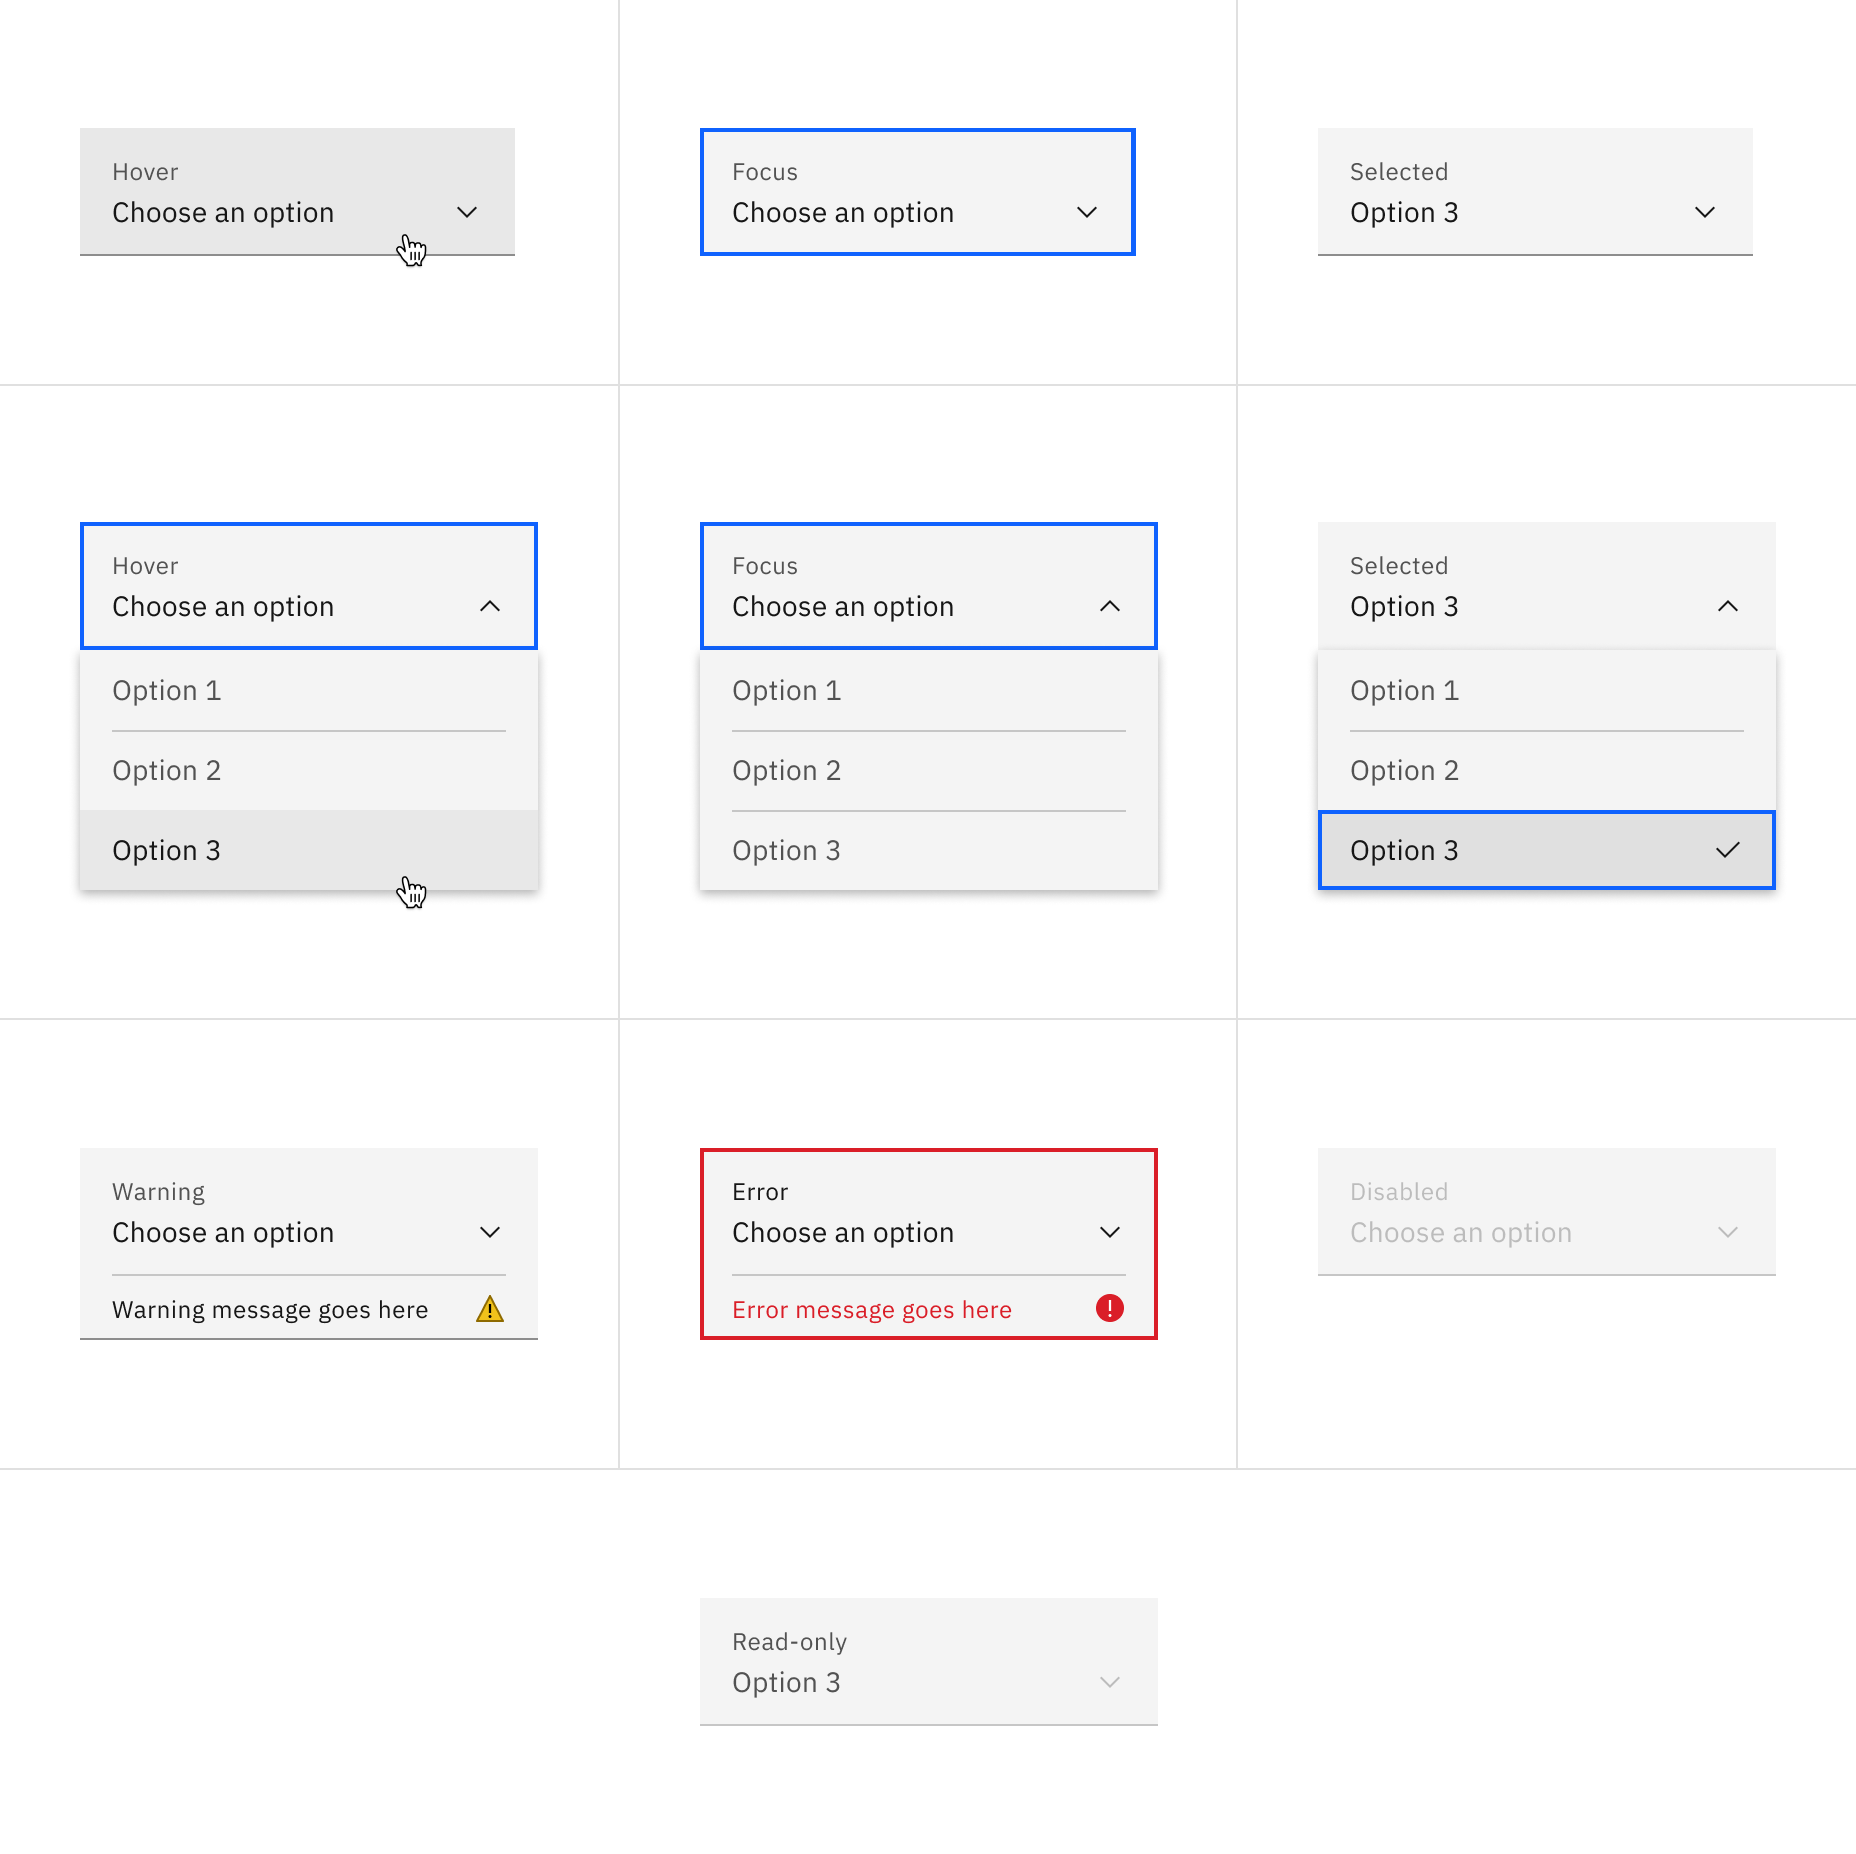 Hover
Choose an option
Focus
Choose an option
Selected
Option 3
Hover
Choose an option
Option 1
Option 2
Option 3
Focus
Choose an option
Option 1
Option 2
Option 3
Selected
Option 3
Option 1
Option 2
Option 3
Warning
Choose an option
Warning message goes here
Error
Choose an option
Error message goes here
Disabled
Choose an option
Read-only
Option 3